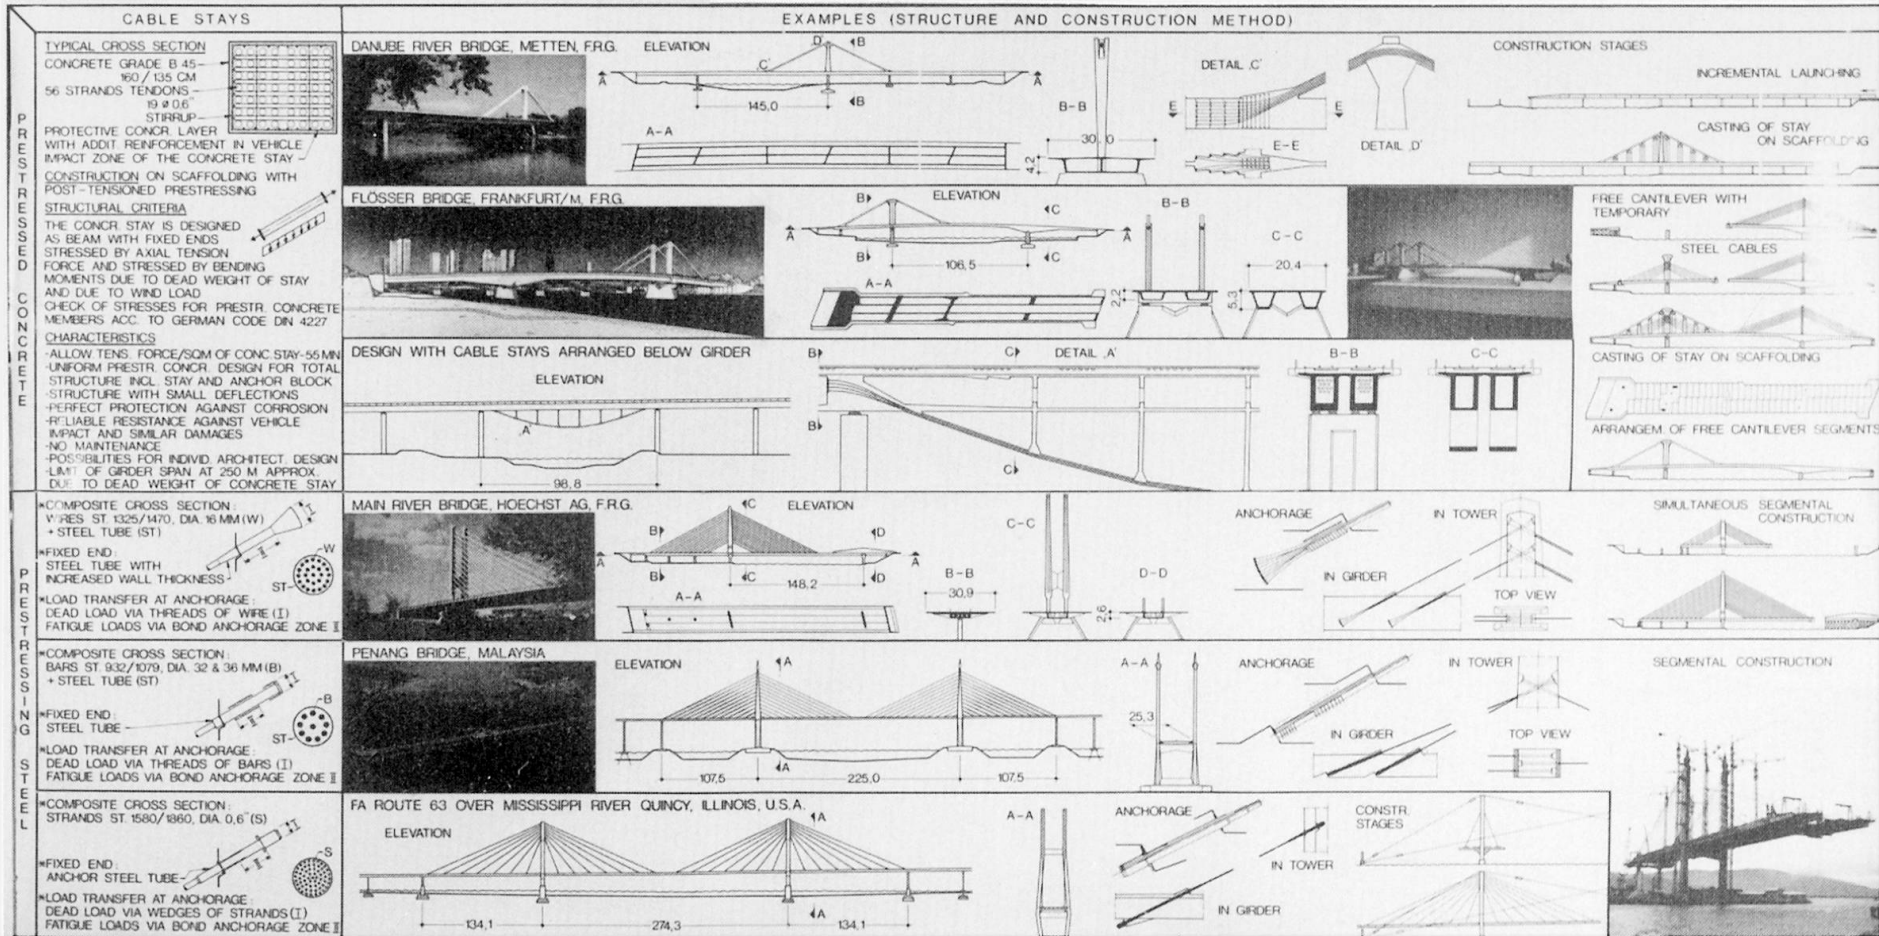 CABLE STAYS
EXAMPLES (STRUCTURE AND CONSTRUCTION METHOD)
PRESTRESSED CONCRETE
TYPICAL CROSS SECTION
CONCRETE GRADE B 45
160 / 135 CM
56 STRANDS TENDONS
19 ø 0.6"
STIRRUP
PROTECTIVE CONCR. LAYER
WITH ADDIT REINFORCEMENT IN VEHICLE
IMPACT ZONE OF THE CONCRETE STAY
CONSTRUCTION ON SCAFFOLDING WITH
POST-TENSIONED PRESTRESSING
STRUCTURAL CRITERIA
THE CONCR. STAY IS DESIGNED
AS BEAM WITH FIXED ENDS
STRESSED BY AXIAL TENSION
FORCE AND STRESSED BY BENDING
MOMENTS DUE TO DEAD WEIGHT OF STAY
AND DUE TO WIND LOAD
CHECK OF STRESSES FOR PRESTR. CONCRETE
MEMBERS ACC. TO GERMAN CODE DIN 4227
CHARACTERISTICS
-ALLOW. TENS. FORCE/SQM OF CONC. STAY-55 MN
-UNIFORM PRESTR. CONCR. DESIGN FOR TOTAL
STRUCTURE INCL. STAY AND ANCHOR BLOCK
-STRUCTURE WITH SMALL DEFLECTIONS
-PERFECT PROTECTION AGAINST CORROSION
-RELIABLE RESISTANCE AGAINST VEHICLE
IMPACT AND SIMILAR DAMAGES
-NO MAINTENANCE
-POSSIBILITIES FOR INDIVID. ARCHITECT. DESIGN
-LIMIT OF GIRDER SPAN AT 250 M APPROX.
DUE TO DEAD WEIGHT OF CONCRETE STAY
DANUBE RIVER BRIDGE, METTEN, F.R.G.
ELEVATION
D'
B
,C'
A
A
145,0
B
A-A
B-B
30,0
4,2
DETAIL ,C'
E
E
E-E
DETAIL ,D'
CONSTRUCTION STAGES
INCREMENTAL LAUNCHING
CASTING OF STAY
ON SCAFFOLDING
FLÖSSER BRIDGE, FRANKFURT/M, F.R.G.
ELEVATION
B
C
A
A
B
106,5
C
A-A
B-B
2,2
C-C
20,4
5,3
FREE CANTILEVER WITH
TEMPORARY
STEEL CABLES
CASTING OF STAY ON SCAFFOLDING
ARRANGEM. OF FREE CANTILEVER SEGMENTS
DESIGN WITH CABLE STAYS ARRANGED BELOW GIRDER
ELEVATION
,A'
98,8
B
C
DETAIL ,A'
B
C
B-B
C-C
PRESTRESSING STEEL
*COMPOSITE CROSS SECTION:
WIRES ST. 1325/1470, DIA. 16 MM (W)
+ STEEL TUBE (ST)
*FIXED END:
STEEL TUBE WITH
INCREASED WALL THICKNESS
W
ST
*LOAD TRANSFER AT ANCHORAGE:
DEAD LOAD VIA THREADS OF WIRE (I)
FATIGUE LOADS VIA BOND ANCHORAGE ZONE II
MAIN RIVER BRIDGE, HOECHST AG, F.R.G.
C
ELEVATION
B
D
A
A
B
C
148,2
D
A-A
B-B
30,9
C-C
D-D
2,6
ANCHORAGE
IN TOWER
IN GIRDER
TOP VIEW
SIMULTANEOUS SEGMENTAL
CONSTRUCTION
*COMPOSITE CROSS SECTION:
BARS ST. 932/1079, DIA. 32 & 36 MM (B)
+ STEEL TUBE (ST)
*FIXED END:
STEEL TUBE
B
ST
*LOAD TRANSFER AT ANCHORAGE:
DEAD LOAD VIA THREADS OF BARS (I)
FATIGUE LOADS VIA BOND ANCHORAGE ZONE II
PENANG BRIDGE, MALAYSIA
ELEVATION
A
A
107,5
225,0
107,5
A-A
25,3
ANCHORAGE
IN TOWER
IN GIRDER
TOP VIEW
SEGMENTAL CONSTRUCTION
*COMPOSITE CROSS SECTION:
STRANDS ST. 1580/1860, DIA. 0,6" (S)
*FIXED END:
ANCHOR STEEL TUBE
S
*LOAD TRANSFER AT ANCHORAGE:
DEAD LOAD VIA WEDGES OF STRANDS (I)
FATIGUE LOADS VIA BOND ANCHORAGE ZONE II
FA ROUTE 63 OVER MISSISSIPPI RIVER QUINCY, ILLINOIS, U.S.A.
ELEVATION
A
A
134,1
274,3
134,1
A-A
ANCHORAGE
IN TOWER
IN GIRDER
CONSTR.
STAGES